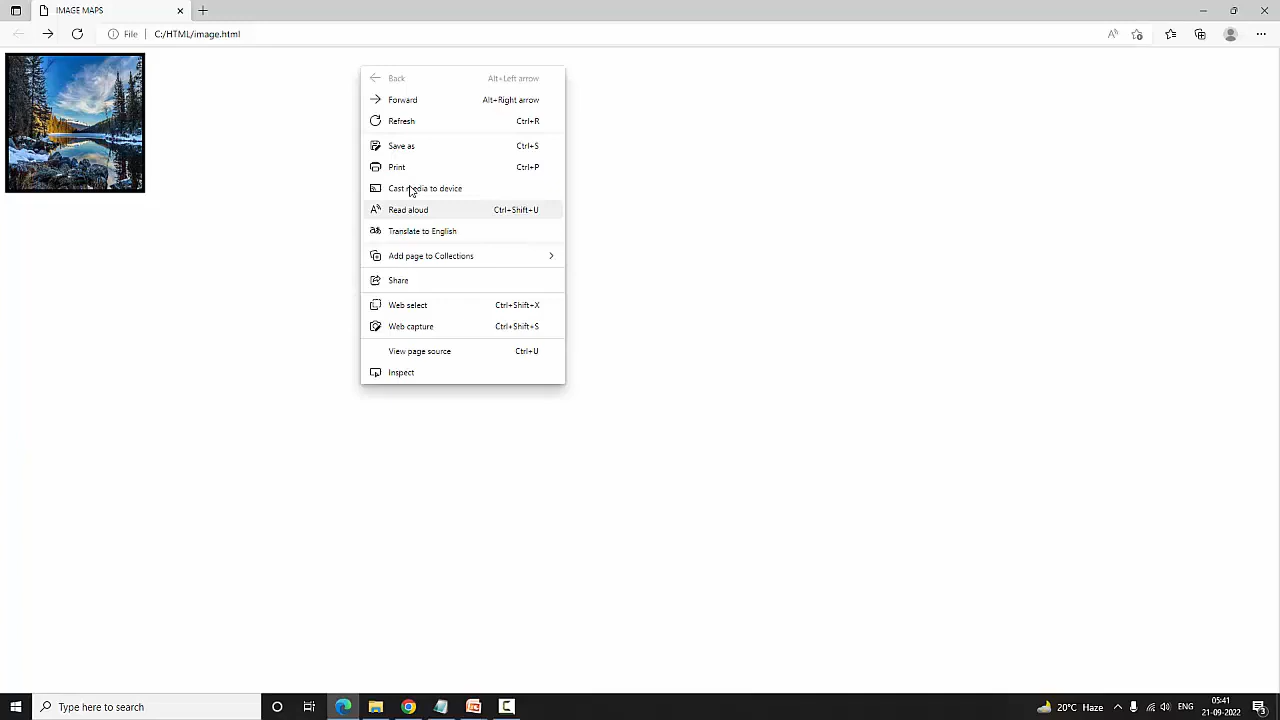 IMAGE MAPS
File C:/HTML/image.html
Back Alt+Left arrow
Forward Alt+Right arrow
Refresh Ctrl+R
Save as Ctrl+S
Print Ctrl+P
Cast media to device
Read aloud Ctrl+Shift+U
Translate to English
Add page to Collections
Share
Web select Ctrl+Shift+X
Web capture Ctrl+Shift+S
View page source Ctrl+U
Inspect
Type here to search
20°C Haze
ENG
05:41
21-09-2022